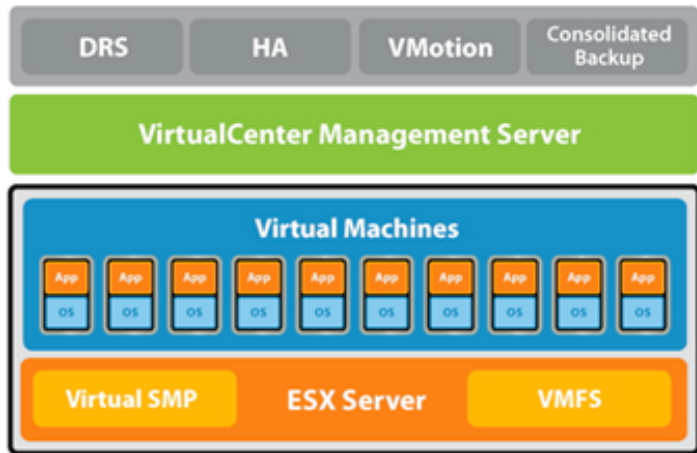 DRS HA VMotion Consolidated
Backup
VirtualCenter Management Server
Virtual Machines
App App App App App App App App App App
OS OS OS OS OS OS OS OS OS OS
Virtual SMP ESX Server VMFS